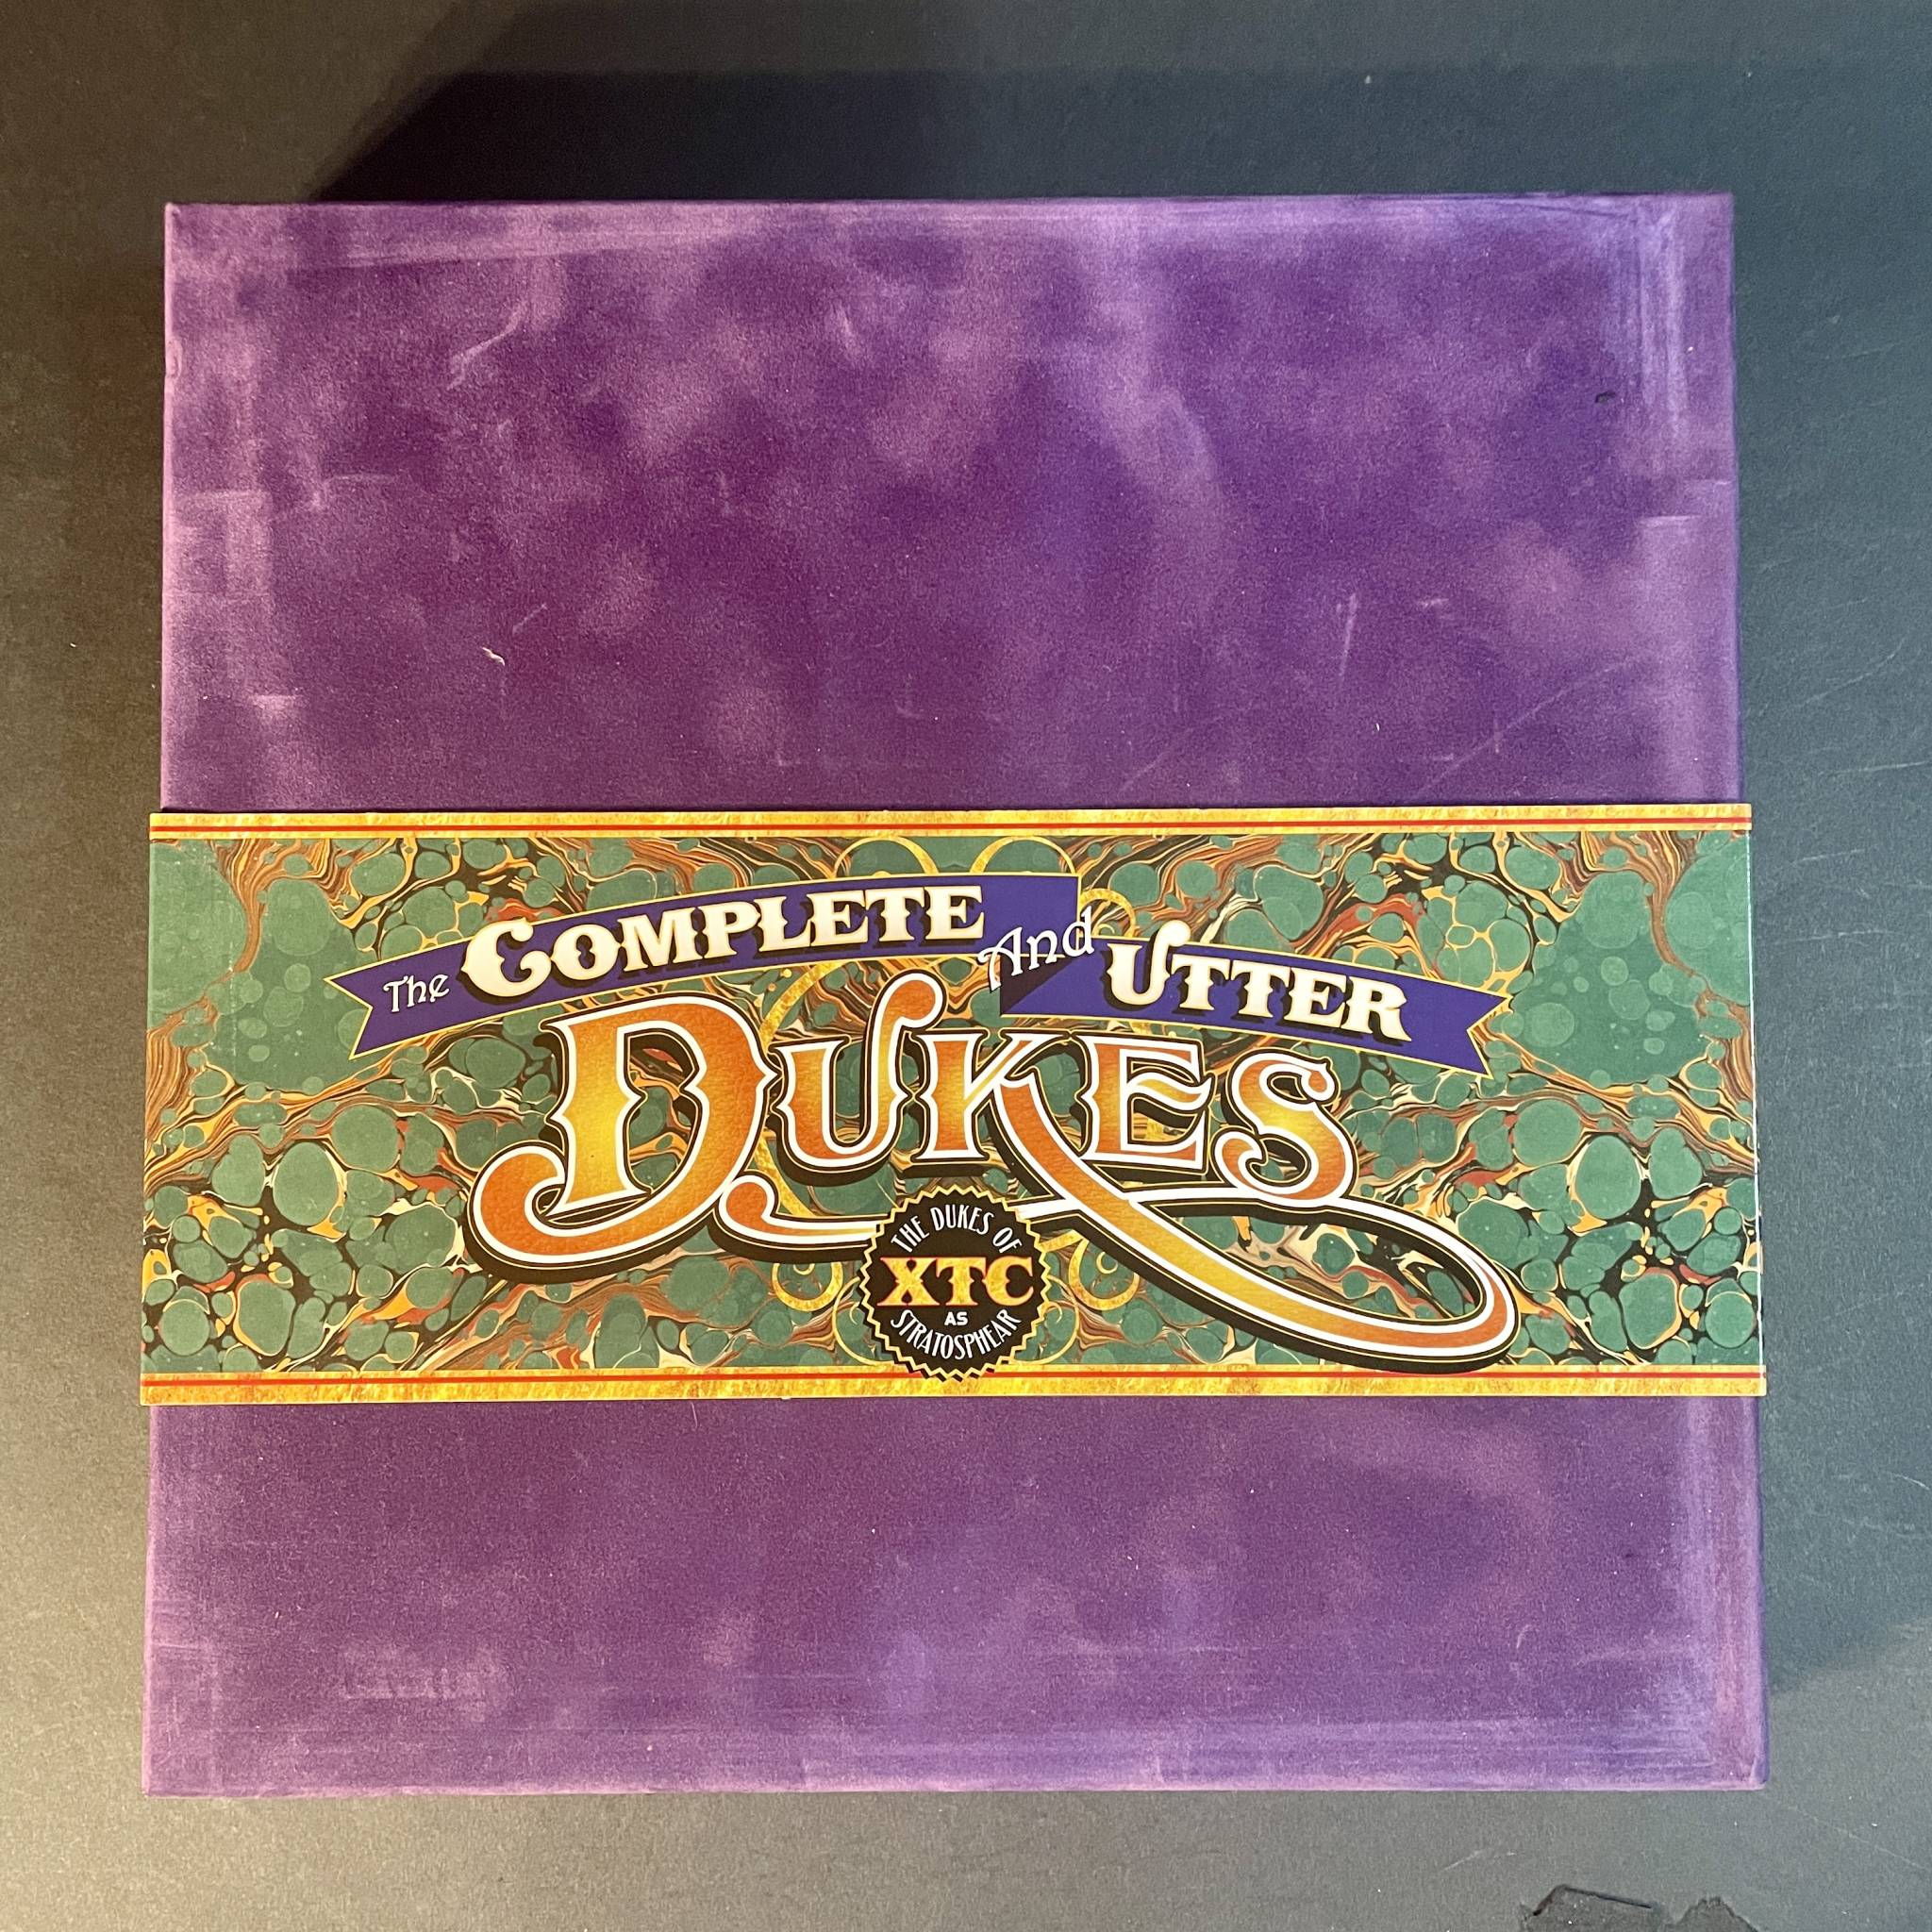 The COMPLETE And UTTER
DUKES
THE DUKES OF
XTC
AS
STRATOSPHEAR